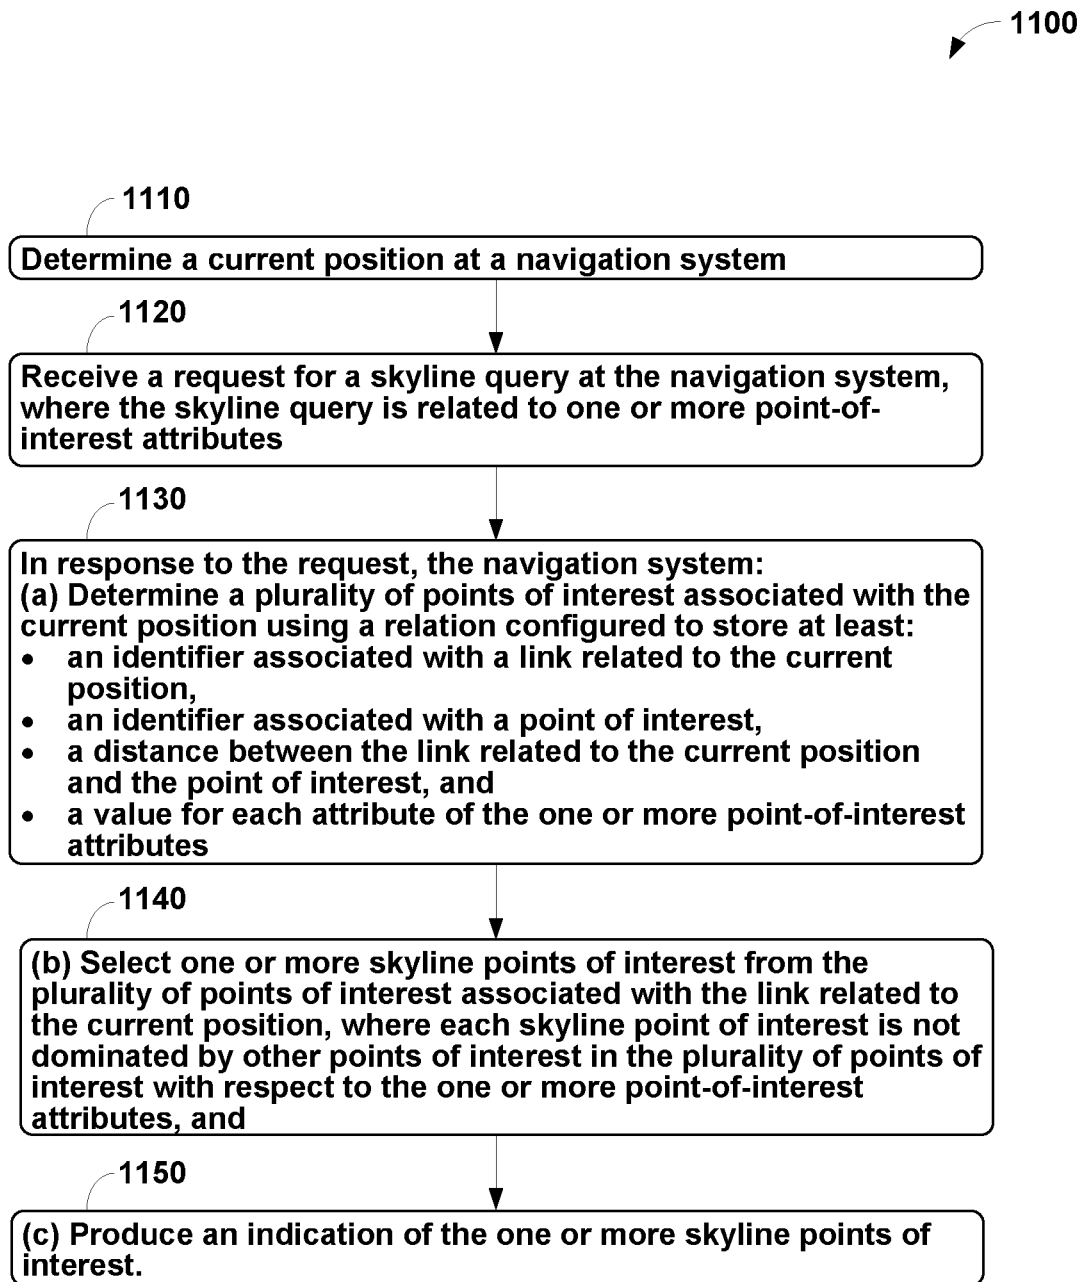 1100
1110
Determine a current position at a navigation system
1120
Receive a request for a skyline query at the navigation system,
where the skyline query is related to one or more point-of-
interest attributes
1130
In response to the request, the navigation system:
(a) Determine a plurality of points of interest associated with the
current position using a relation configured to store at least:
• an identifier associated with a link related to the current
position,
• an identifier associated with a point of interest,
• a distance between the link related to the current position
and the point of interest, and
• a value for each attribute of the one or more point-of-interest
attributes
1140
(b) Select one or more skyline points of interest from the
plurality of points of interest associated with the link related to
the current position, where each skyline point of interest is not
dominated by other points of interest in the plurality of points of
interest with respect to the one or more point-of-interest
attributes, and
1150
(c) Produce an indication of the one or more skyline points of
interest.